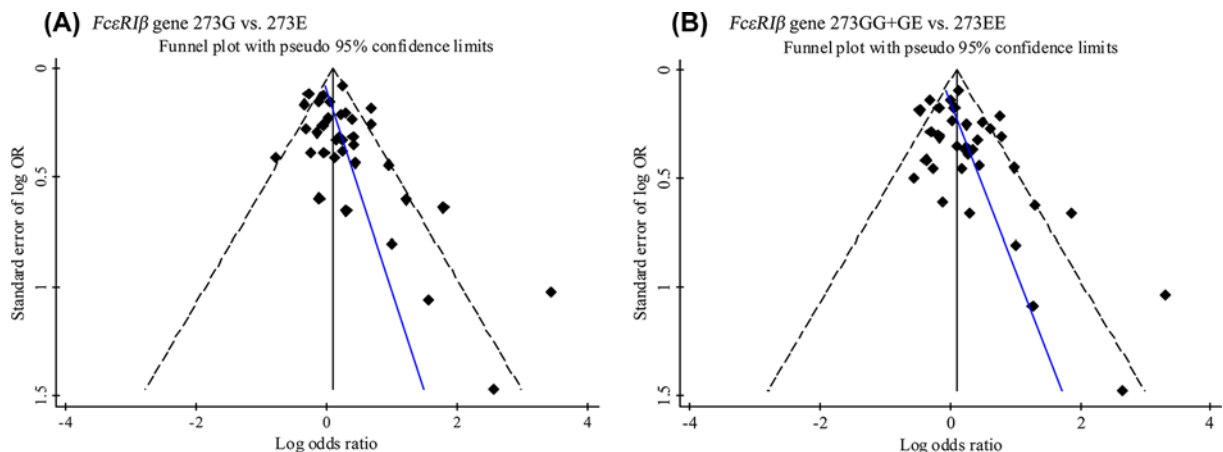 (A) FcεRIβ gene 273G vs. 273E
Funnel plot with pseudo 95% confidence limits
Standard error of log OR
0
0.5
1
1.5
-4
-2
0
2
4
Log odds ratio
(B) FcεRIβ gene 273GG+GE vs. 273EE
Funnel plot with pseudo 95% confidence limits
Standard error of log OR
0
0.5
1
1.5
-4
-2
0
2
4
Log odds ratio